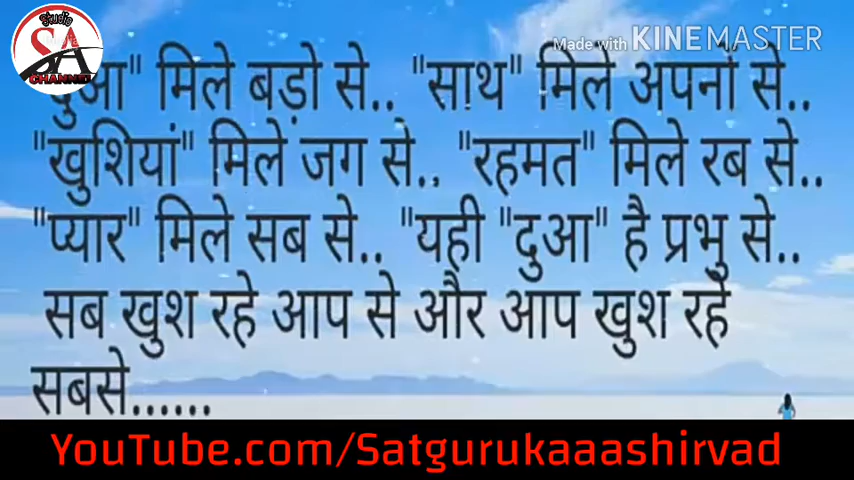 Studio
SA
CHANNEL
Made with KINEMASTER
"दुआ" मिले बड़ो से.. "साथ" मिले अपनों से..
"खुशियां" मिले जग से.. "रहमत" मिले रब से..
"प्यार" मिले सब से.. "यही "दुआ" है प्रभु से..
सब खुश रहे आप से और आप खुश रहें
सबसे......
YouTube.com/Satgurukaaashirvad